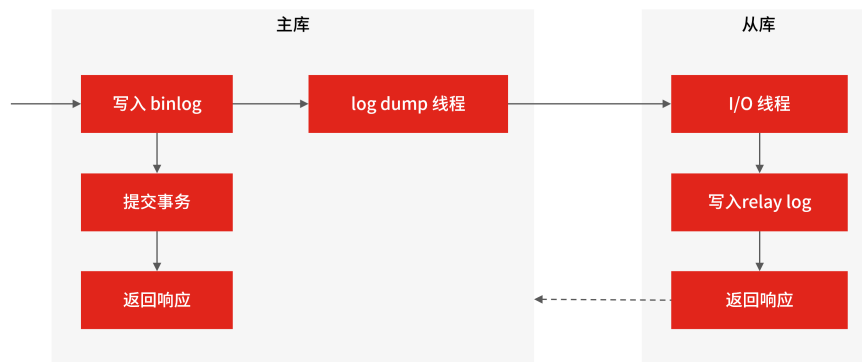 主库
从库
写入 binlog
log dump 线程
I/O 线程
提交事务
写入relay log
返回响应
返回响应